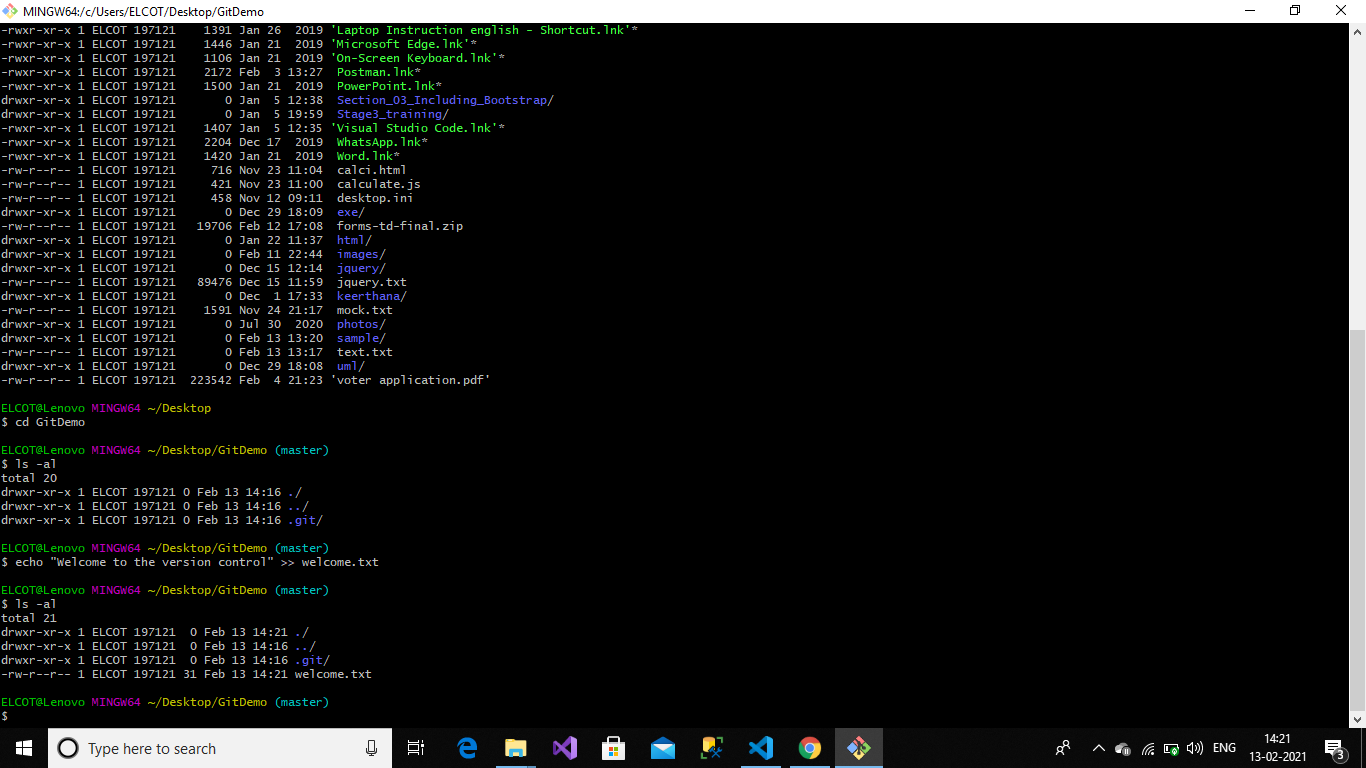 MINGW64:/c/Users/ELCOT/Desktop/GitDemo
-rwxr-xr-x 1 ELCOT 197121    1391 Jan 26  2019 'Laptop Instruction english - Shortcut.lnk'*
-rwxr-xr-x 1 ELCOT 197121    1446 Jan 21  2019 'Microsoft Edge.lnk'*
-rwxr-xr-x 1 ELCOT 197121    1106 Jan 21  2019 'On-Screen Keyboard.lnk'*
-rwxr-xr-x 1 ELCOT 197121    2172 Feb  3 13:27  Postman.lnk*
-rwxr-xr-x 1 ELCOT 197121    1500 Jan 21  2019  PowerPoint.lnk*
drwxr-xr-x 1 ELCOT 197121       0 Jan  5 12:38  Section_03_Including_Bootstrap/
drwxr-xr-x 1 ELCOT 197121       0 Jan  5 19:59  Stage3_training/
-rwxr-xr-x 1 ELCOT 197121    1407 Jan  5 12:35 'Visual Studio Code.lnk'*
-rwxr-xr-x 1 ELCOT 197121    2204 Dec 17  2019  WhatsApp.lnk*
-rwxr-xr-x 1 ELCOT 197121    1420 Jan 21  2019  Word.lnk*
-rw-r--r-- 1 ELCOT 197121     716 Nov 23 11:04  calci.html
-rw-r--r-- 1 ELCOT 197121     421 Nov 23 11:00  calculate.js
-rw-r--r-- 1 ELCOT 197121     458 Nov 12 09:11  desktop.ini
drwxr-xr-x 1 ELCOT 197121       0 Dec 29 18:09  exe/
-rw-r--r-- 1 ELCOT 197121   19706 Feb 12 17:08  forms-td-final.zip
drwxr-xr-x 1 ELCOT 197121       0 Jan 22 11:37  html/
drwxr-xr-x 1 ELCOT 197121       0 Feb 11 22:44  images/
drwxr-xr-x 1 ELCOT 197121       0 Dec 15 12:14  jquery/
-rw-r--r-- 1 ELCOT 197121   89476 Dec 15 11:59  jquery.txt
drwxr-xr-x 1 ELCOT 197121       0 Dec  1 17:33  keerthana/
-rw-r--r-- 1 ELCOT 197121    1591 Nov 24 21:17  mock.txt
drwxr-xr-x 1 ELCOT 197121       0 Jul 30  2020  photos/
drwxr-xr-x 1 ELCOT 197121       0 Feb 13 13:20  sample/
-rw-r--r-- 1 ELCOT 197121       0 Feb 13 13:17  text.txt
drwxr-xr-x 1 ELCOT 197121       0 Dec 29 18:08  uml/
-rw-r--r-- 1 ELCOT 197121  223542 Feb  4 21:23 'voter application.pdf'
ELCOT@Lenovo MINGW64 ~/Desktop
$ cd GitDemo
ELCOT@Lenovo MINGW64 ~/Desktop/GitDemo (master)
$ ls -al
total 20
drwxr-xr-x 1 ELCOT 197121 0 Feb 13 14:16 ./
drwxr-xr-x 1 ELCOT 197121 0 Feb 13 14:16 ../
drwxr-xr-x 1 ELCOT 197121 0 Feb 13 14:16 .git/
ELCOT@Lenovo MINGW64 ~/Desktop/GitDemo (master)
$ echo "Welcome to the version control" >> welcome.txt
ELCOT@Lenovo MINGW64 ~/Desktop/GitDemo (master)
$ ls -al
total 21
drwxr-xr-x 1 ELCOT 197121  0 Feb 13 14:21 ./
drwxr-xr-x 1 ELCOT 197121  0 Feb 13 14:16 ../
drwxr-xr-x 1 ELCOT 197121  0 Feb 13 14:16 .git/
-rw-r--r-- 1 ELCOT 197121 31 Feb 13 14:21 welcome.txt
ELCOT@Lenovo MINGW64 ~/Desktop/GitDemo (master)
$
Type here to search
ENG
14:21
13-02-2021
3